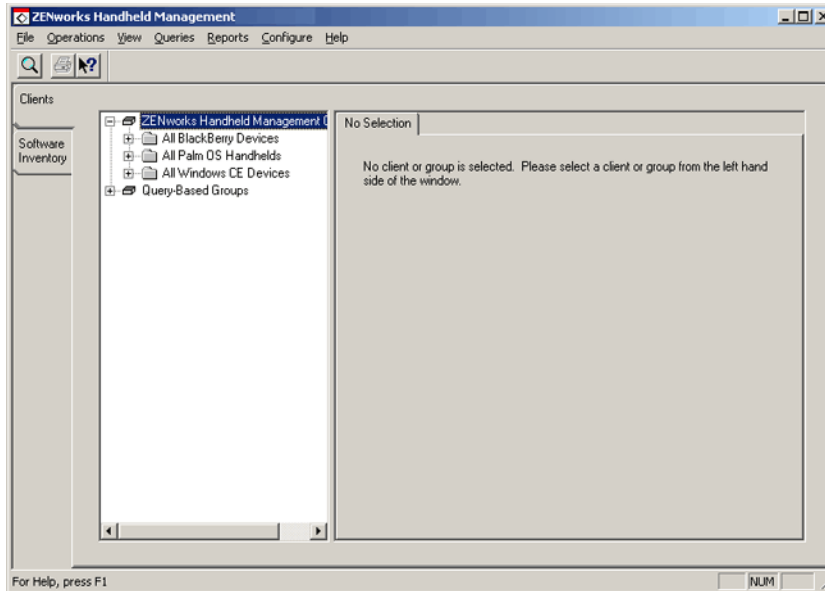 ZENworks Handheld Management
File Operations View Queries Reports Configure Help
Clients
Software
Inventory
ZENworks Handheld Management
All BlackBerry Devices
All Palm OS Handhelds
All Windows CE Devices
Query-Based Groups
No Selection
No client or group is selected. Please select a client or group from the left hand
side of the window.
For Help, press F1
NUM